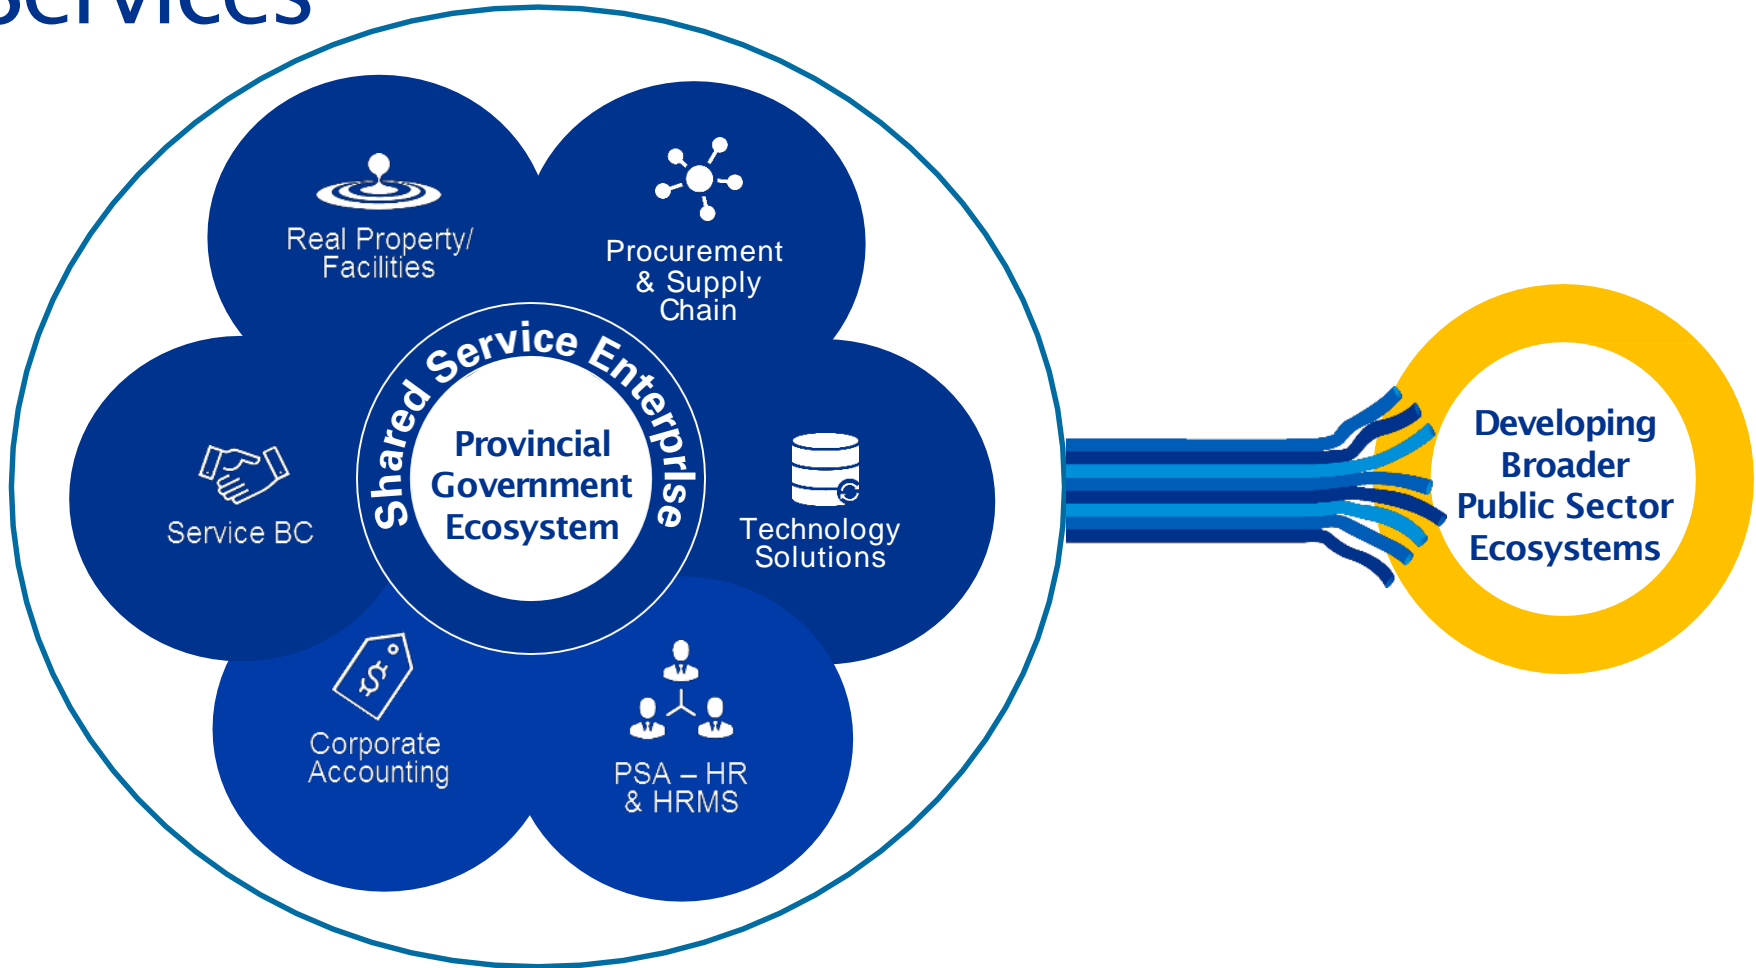 Services
Real Property/
Facilities
Procurement
& Supply
Chain
Shared Service Enterprise
Provincial
Government
Ecosystem
Service BC
Technology
Solutions
Corporate
Accounting
PSA – HR
& HRMS
Developing
Broader
Public Sector
Ecosystems